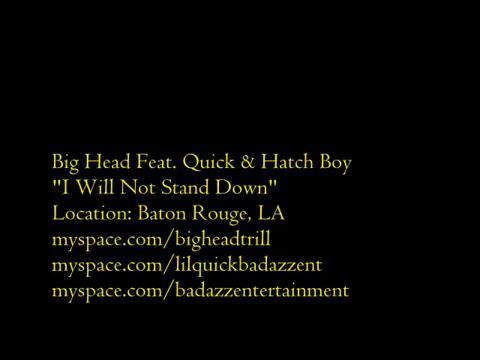 Big Head Feat. Quick & Hatch Boy
"I Will Not Stand Down"
Location: Baton Rouge, LA
myspace.com/bigheadtrill
myspace.com/lilquickbadazzent
myspace.com/badazzentertainment